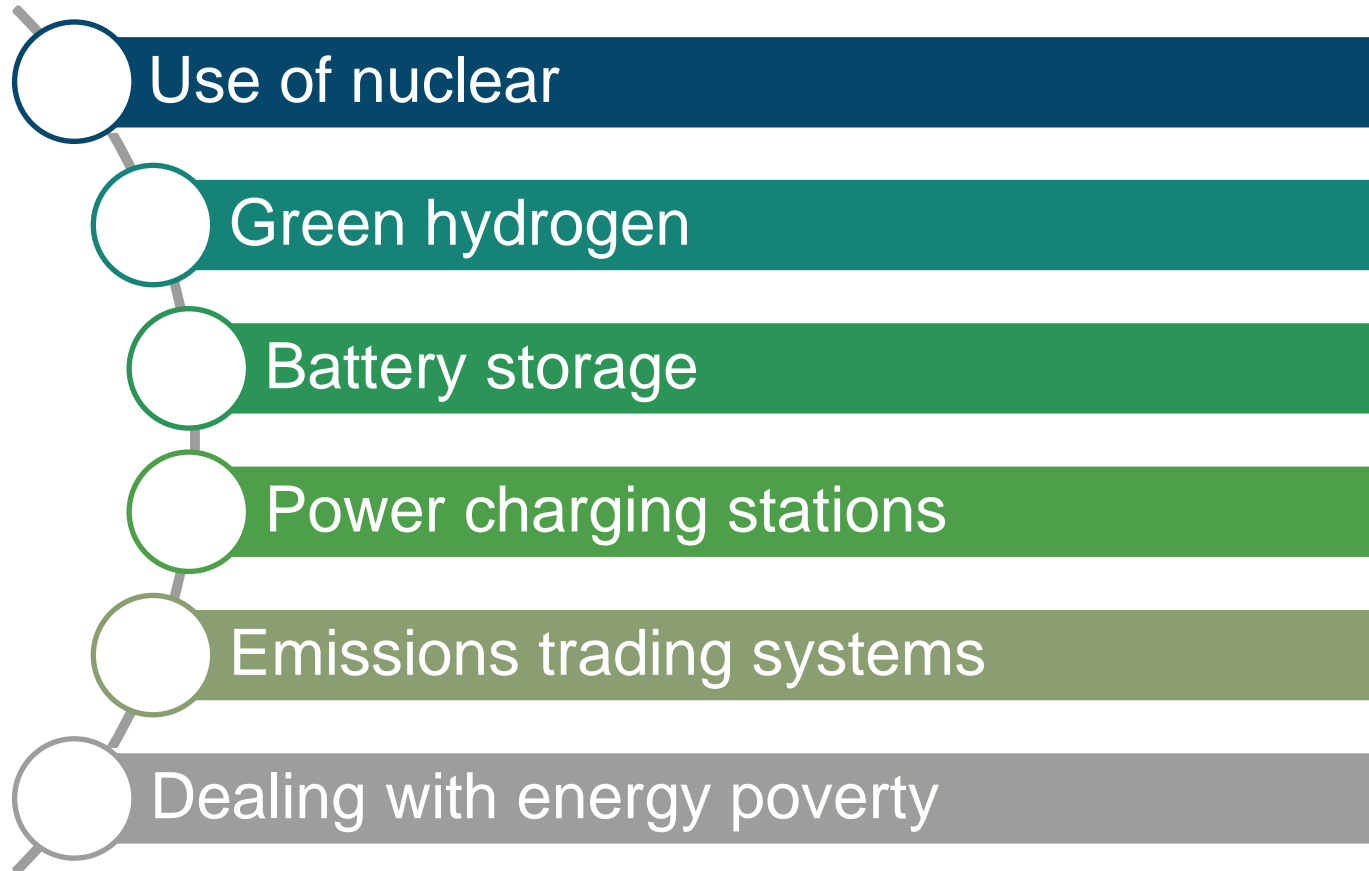 Use of nuclear
Green hydrogen
Battery storage
Power charging stations
Emissions trading systems
Dealing with energy poverty